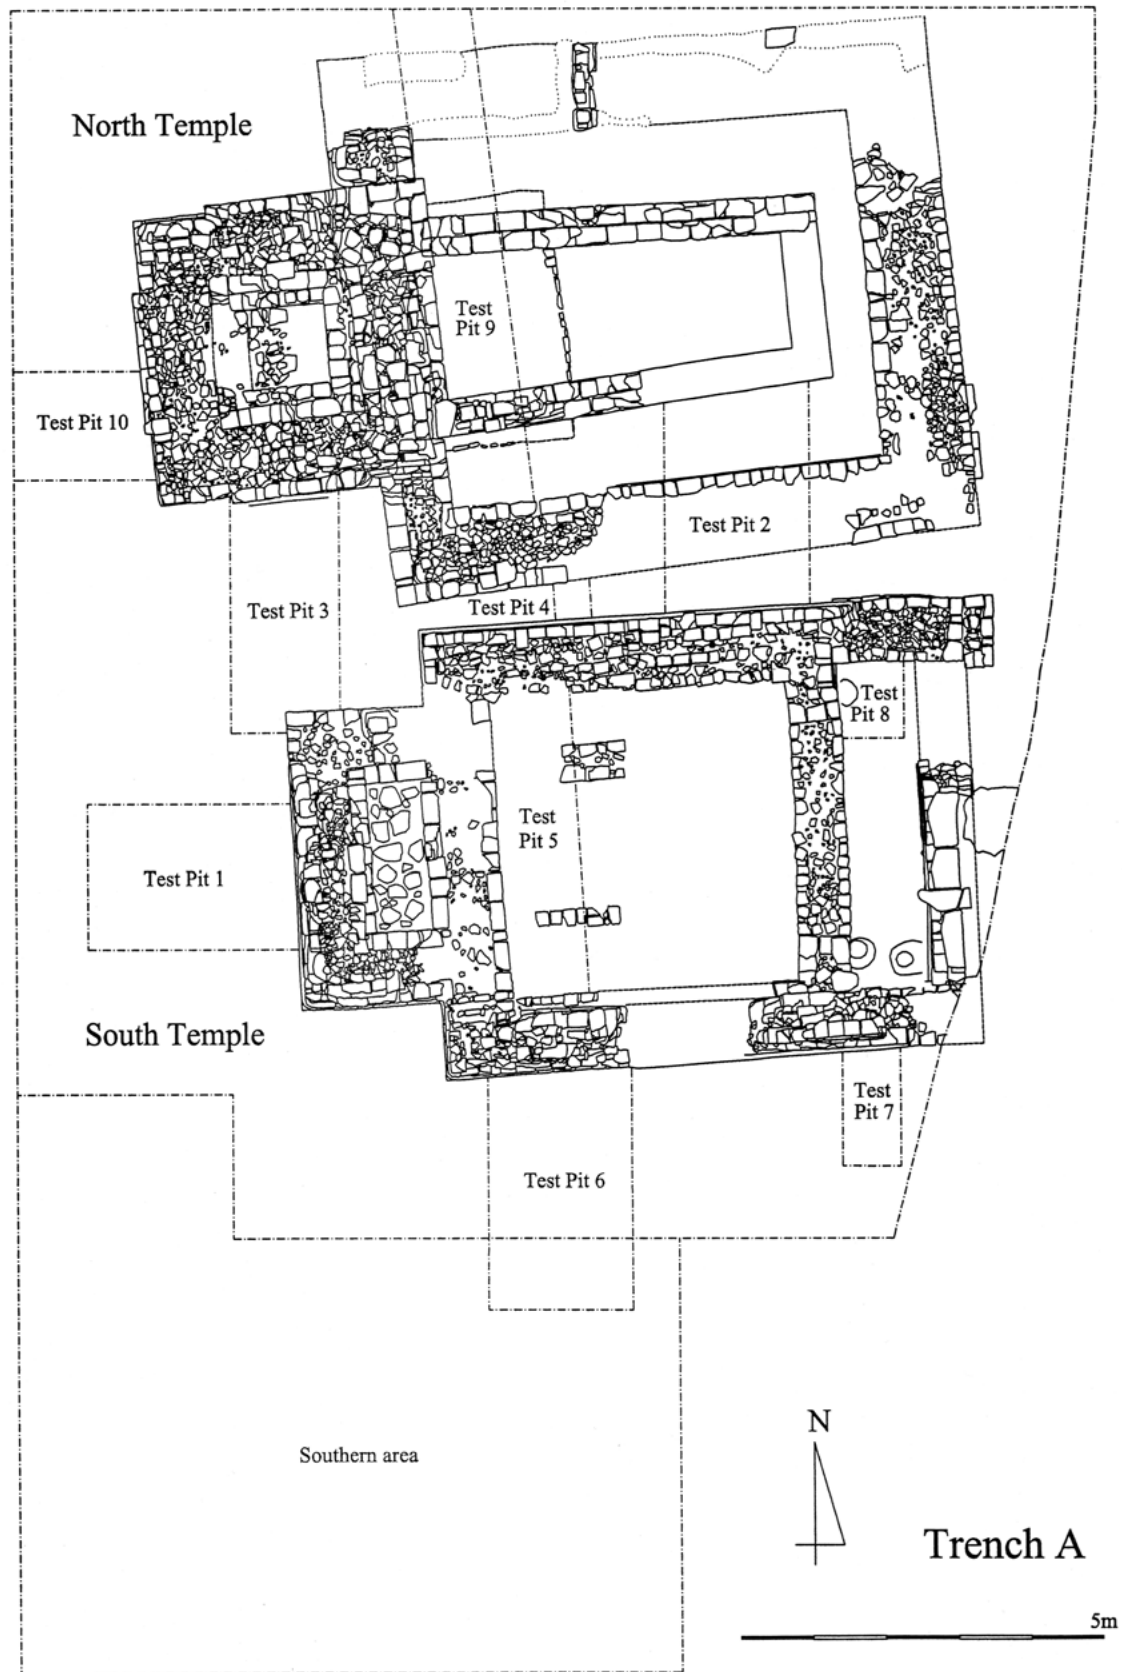 North Temple
Test
Pit 9
Test Pit 10
Test Pit 2
Test Pit 3
Test Pit 4
Test
Pit 8
Test
Pit 5
Test Pit 1
South Temple
Test
Pit 7
Test Pit 6
N
Southern area
Trench A
5m